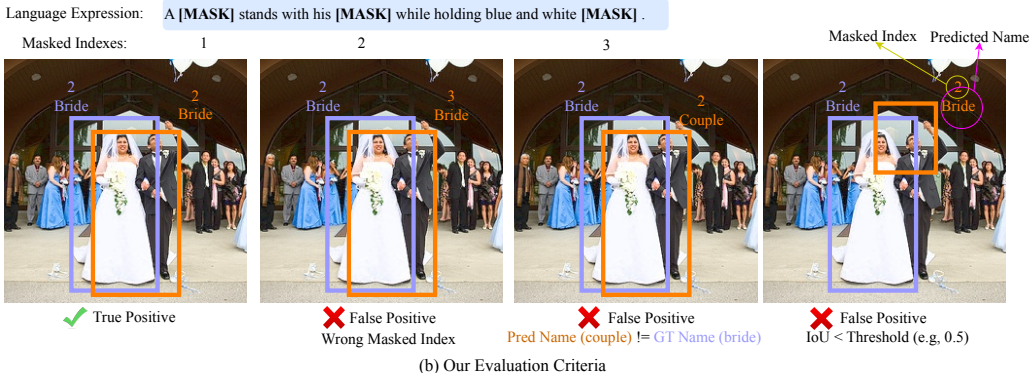 Language Expression: A [MASK] stands with his [MASK] while holding blue and white [MASK] .
Masked Indexes: 1 2 3
Masked Index Predicted Name
2 Bride 2 Bride
2 Bride 3 Bride
2 Bride 2 Couple
2 Bride 2 Bride
True Positive
False Positive
Wrong Masked Index
False Positive
Pred Name (couple) != GT Name (bride)
False Positive
IoU < Threshold (e.g, 0.5)
(b) Our Evaluation Criteria